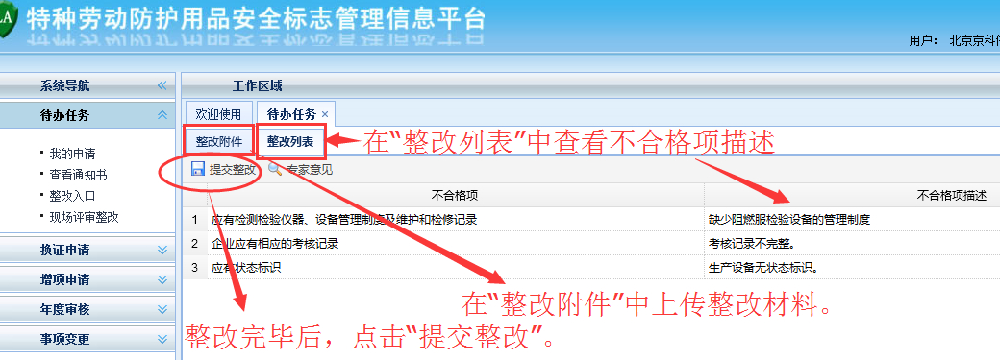 LA 特种劳动防护用品安全标志管理信息平台
用户： 北京京科
系统导航
工作区域
待办任务
欢迎使用
待办任务 ×
我的申请
查看通知书
整改入口
现场评审整改
换证申请
增项申请
年度审核
事项变更
整改附件
整改列表
在“整改列表”中查看不合格项描述
提交整改
专家意见
不合格项
不合格项描述
1 应有检测检验仪器、设备管理制度及维护和检修记录 缺少阻燃服检验设备的管理制度
2 企业应有相应的考核记录 考核记录不完整。
3 应有状态标识 生产设备无状态标识。
在“整改附件”中上传整改材料。
整改完毕后，点击“提交整改”。